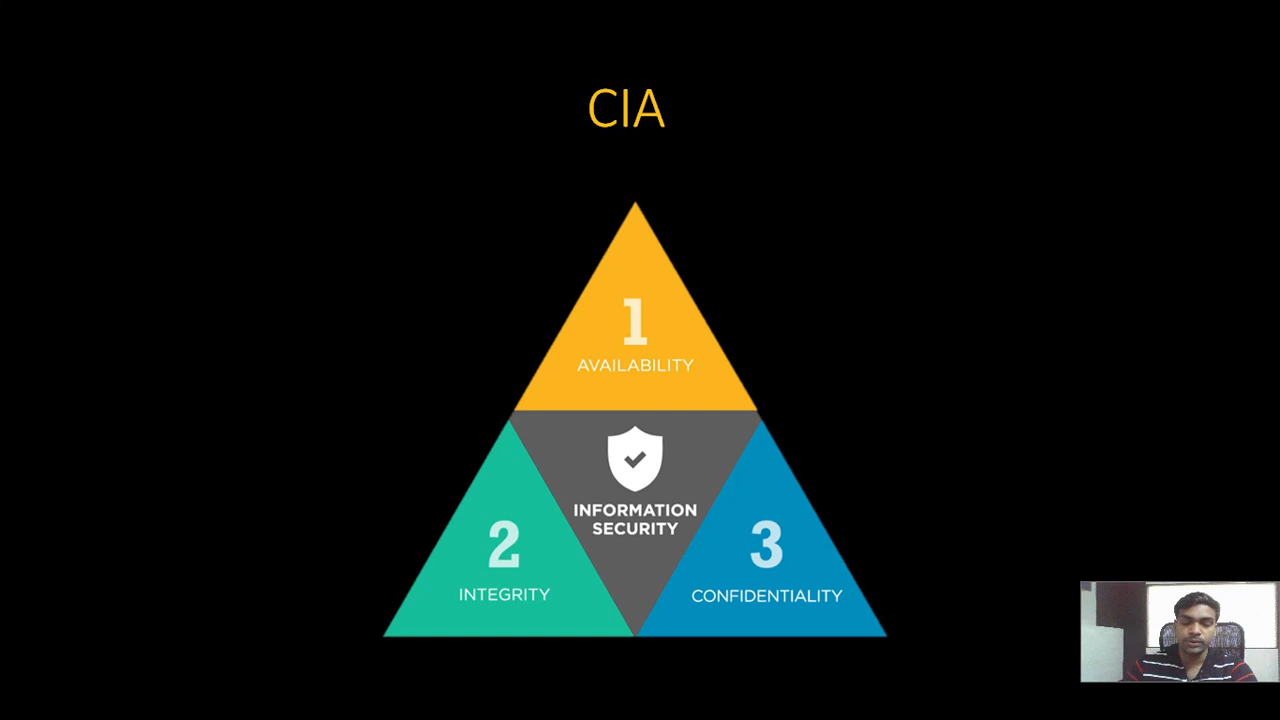 CIA
1
AVAILABILITY
INFORMATION
SECURITY
2
INTEGRITY
3
CONFIDENTIALITY